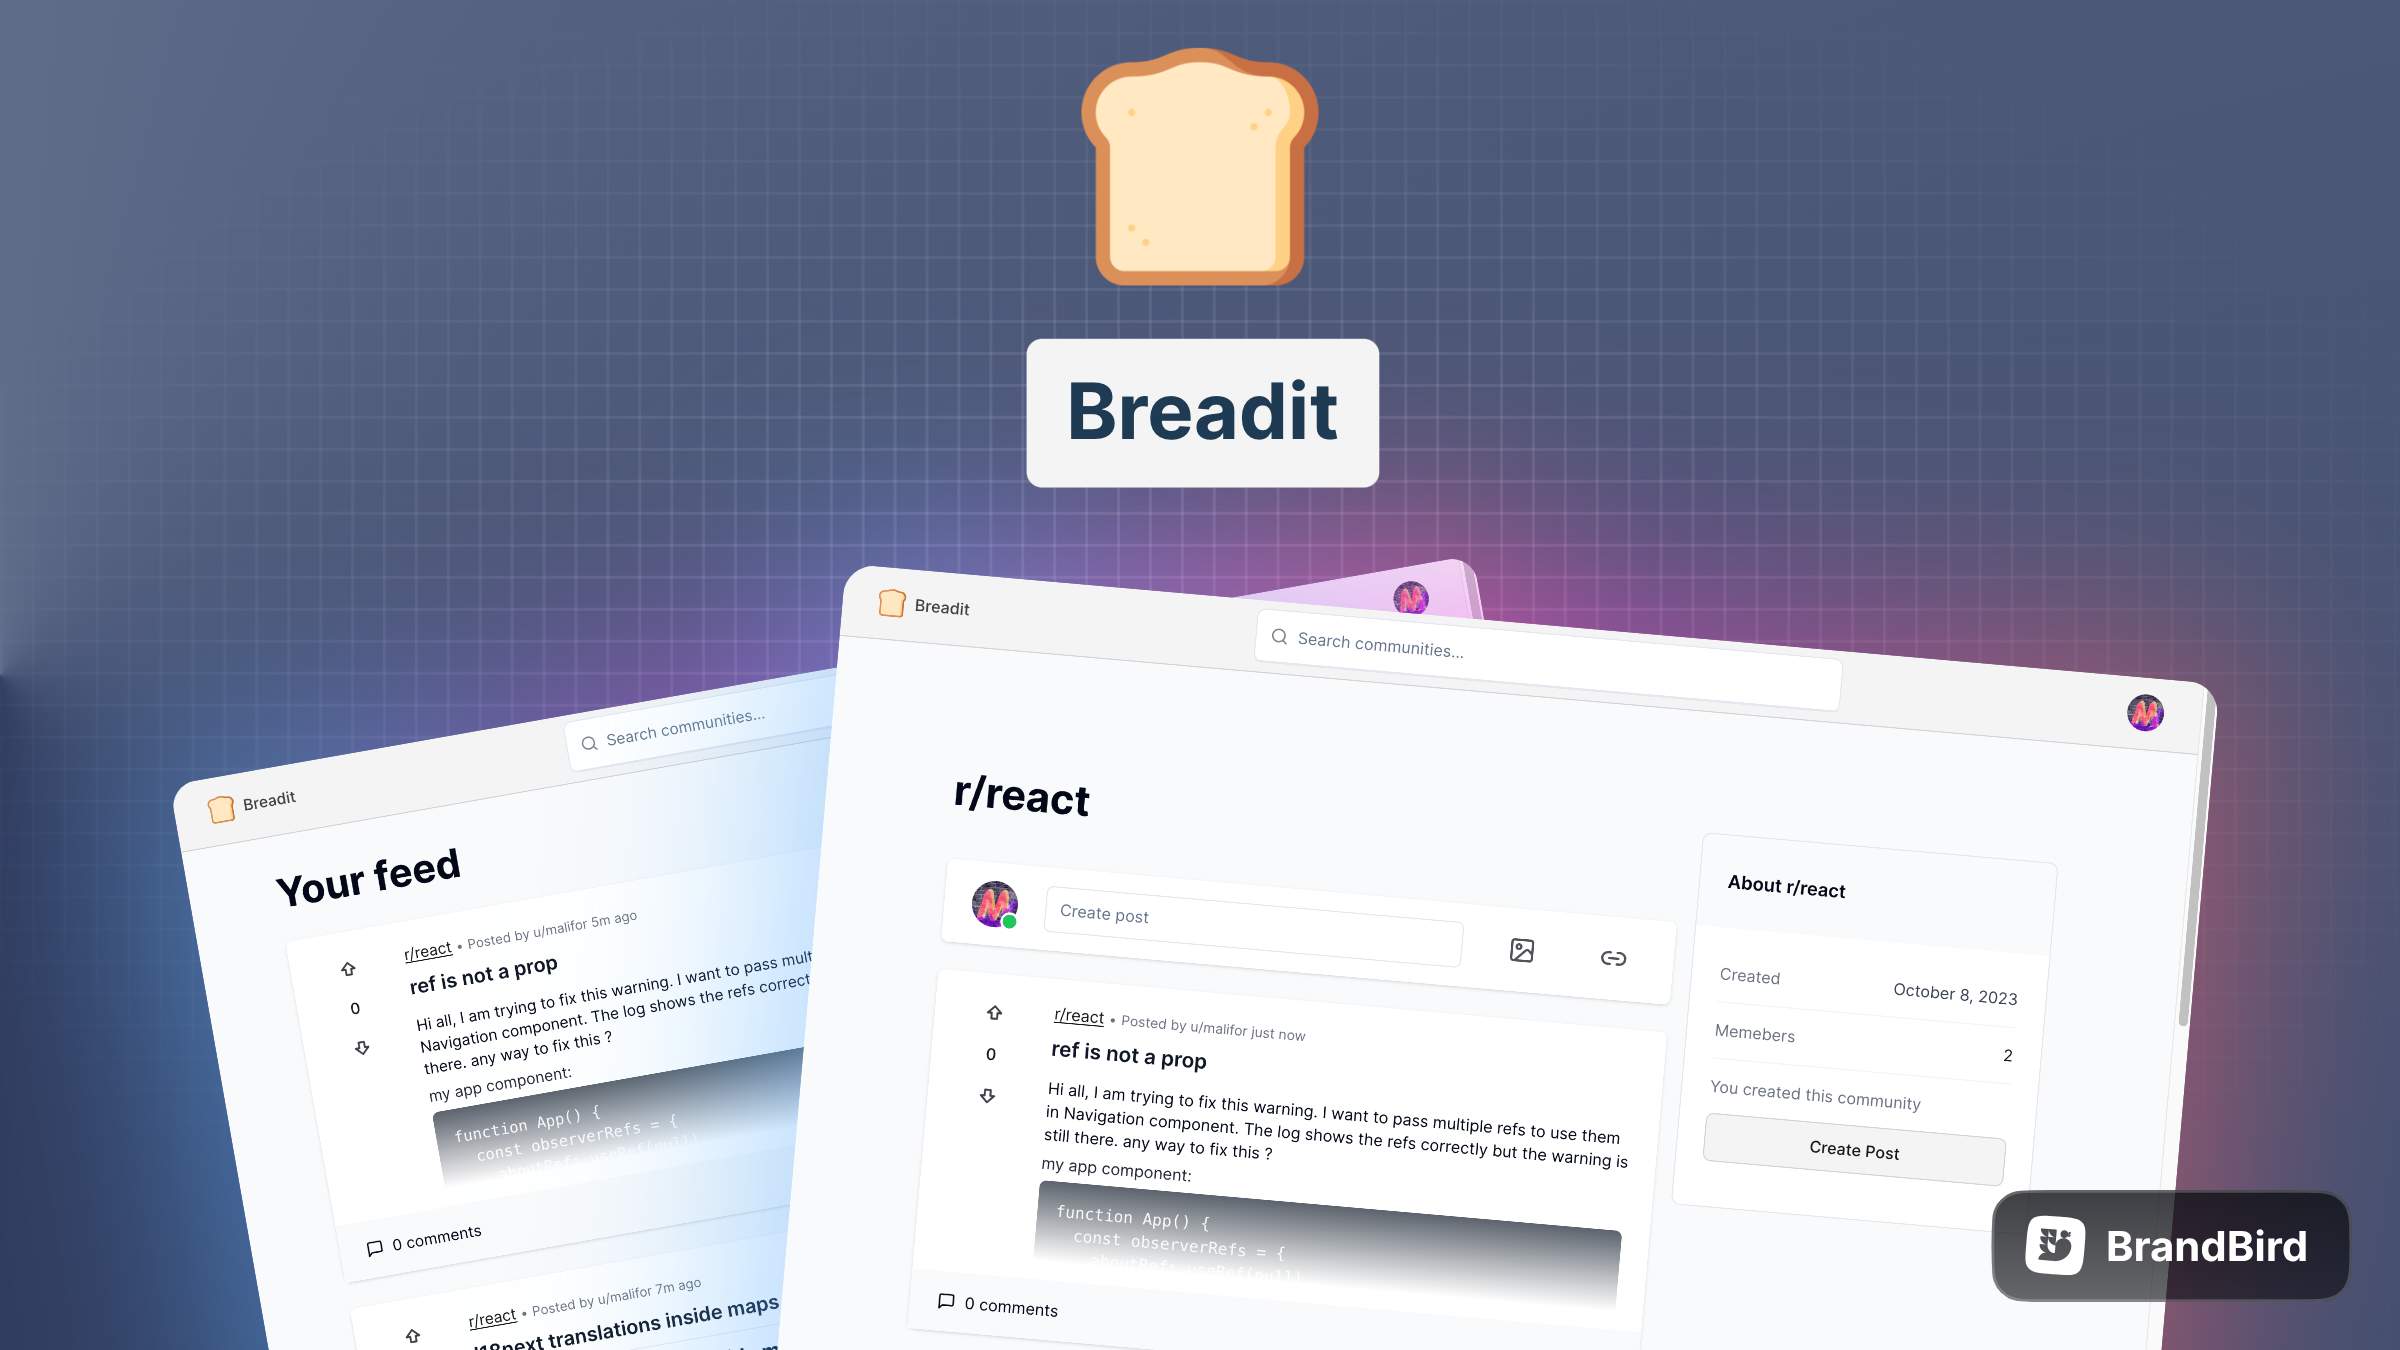 Breadit
Breadit
Search communities...
Your feed
r/react • Posted by u/malifor 5m ago
ref is not a prop
0
Hi all, I am trying to fix this warning. I want to pass mult
Navigation component. The log shows the refs correct
there. any way to fix this ?
my app component:
function App() {
const observerRefs = {
aboutRef: useRef(null)
0 comments
r/react • Posted by u/malifor 7m ago
i18next translations inside maps
Breadit
Search communities...
r/react
Create post
r/react • Posted by u/malifor just now
ref is not a prop
0
Hi all, I am trying to fix this warning. I want to pass multiple refs to use them
in Navigation component. The log shows the refs correctly but the warning is
still there. any way to fix this ?
my app component:
function App() {
const observerRefs = {
aboutRef: useRef(null)
0 comments
About r/react
Created October 8, 2023
Memebers 2
You created this community
Create Post
BrandBird